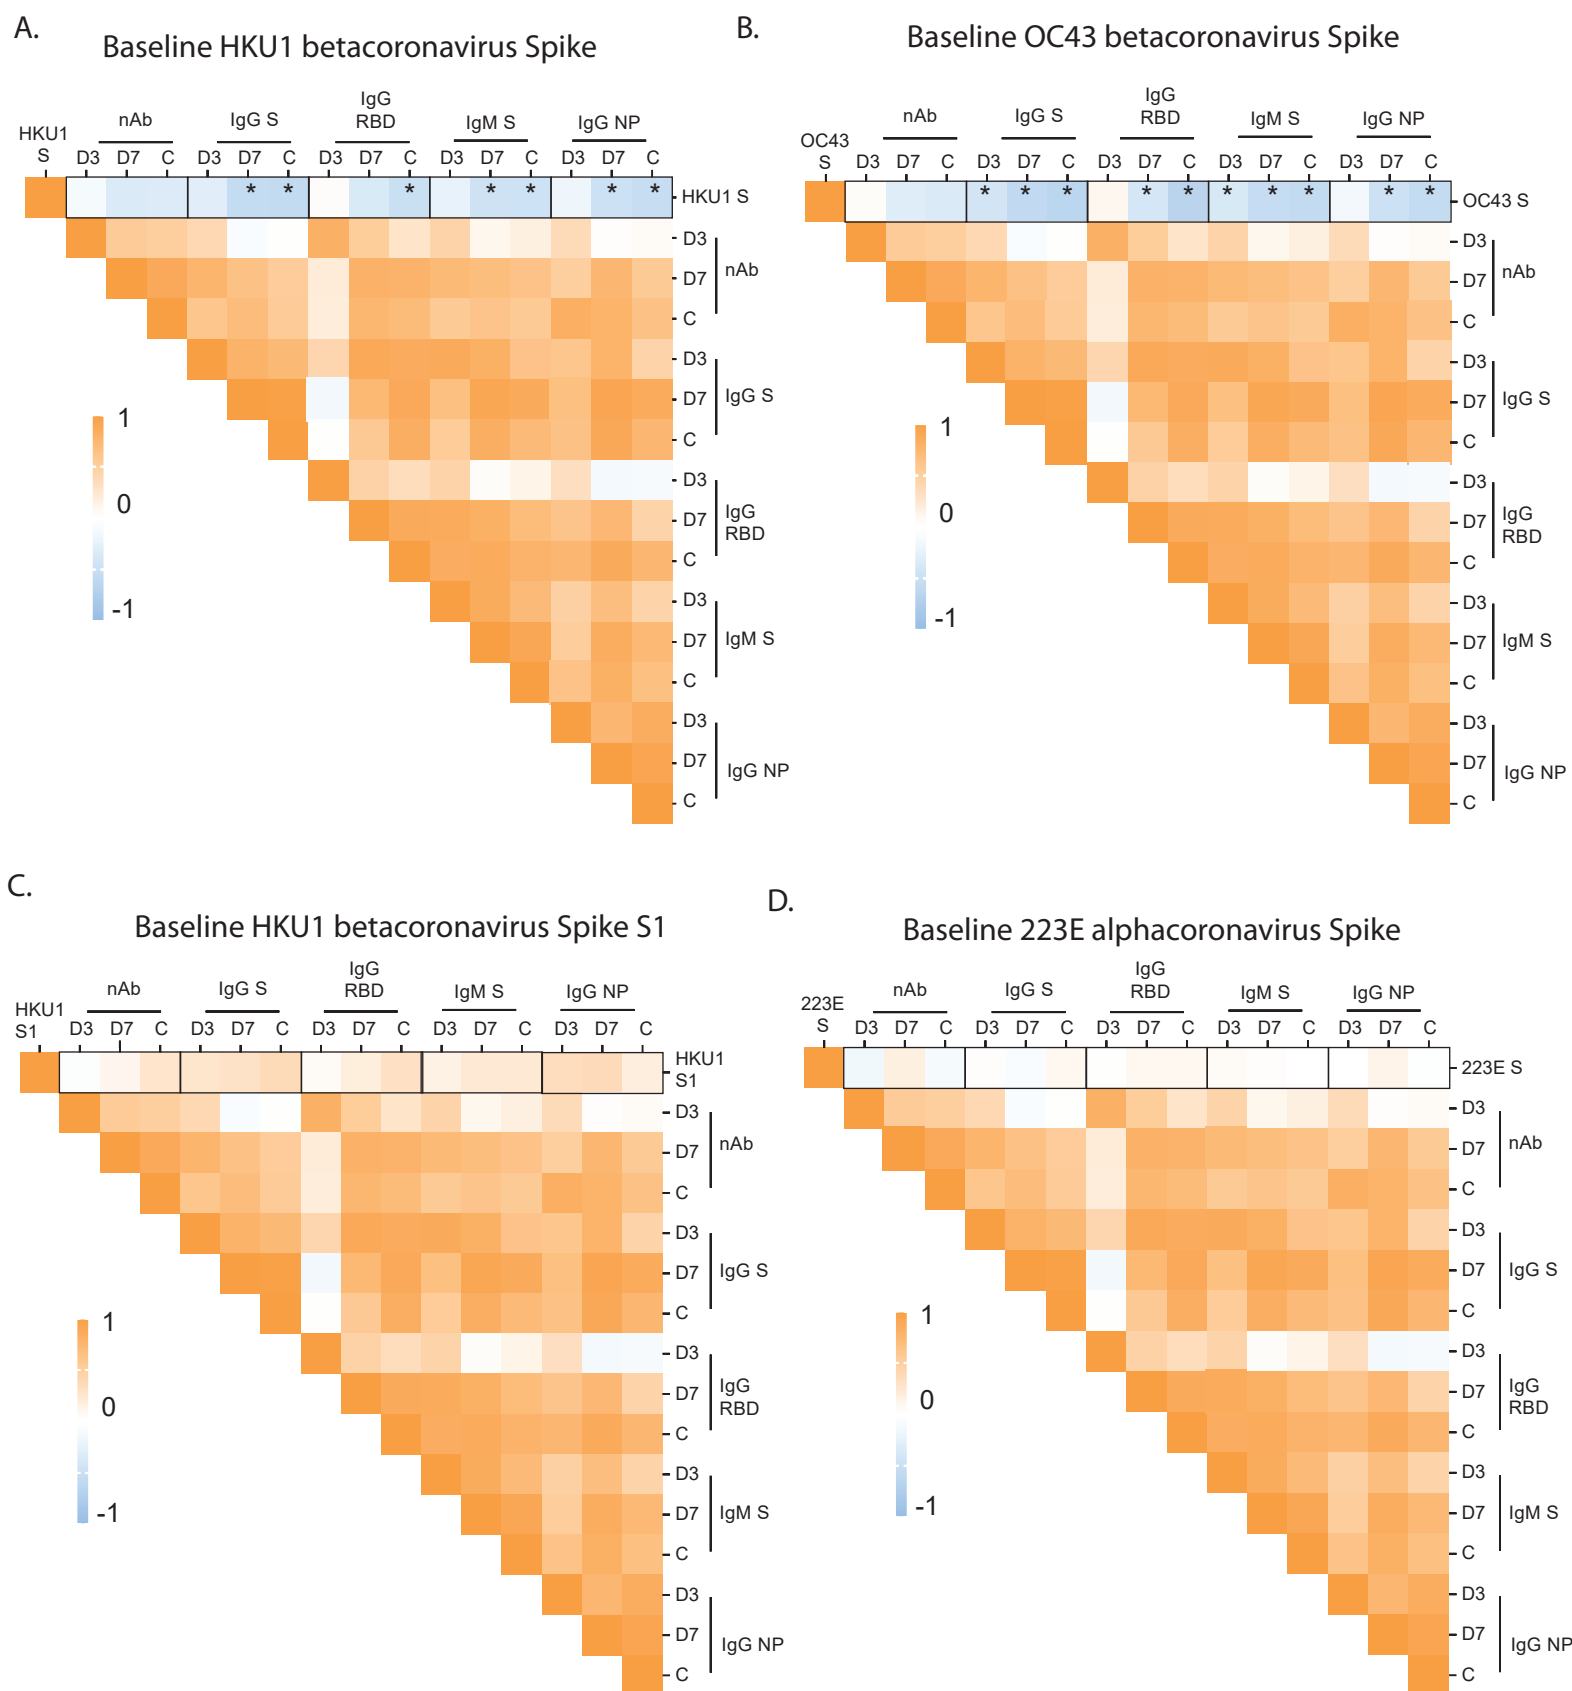 A.
Baseline HKU1 betacoronavirus Spike
HKU1
S
nAb
IgG S
IgG
RBD
IgM S
IgG NP
D3 D7 C D3 D7 C D3 D7 C D3 D7 C D3 D7 C
* * * * * * *
HKU1 S
D3
D7
C
nAb
D3
D7
C
IgG S
D3
D7
C
IgG
RBD
D3
D7
C
IgM S
D3
D7
C
IgG NP
1
0
-1
B.
Baseline OC43 betacoronavirus Spike
OC43
S
nAb
IgG S
IgG
RBD
IgM S
IgG NP
D3 D7 C D3 D7 C D3 D7 C D3 D7 C D3 D7 C
* * * * * * * * * *
OC43 S
D3
D7
C
nAb
D3
D7
C
IgG S
D3
D7
C
IgG
RBD
D3
D7
C
IgM S
D3
D7
C
IgG NP
1
0
-1
C.
Baseline HKU1 betacoronavirus Spike S1
HKU1
S1
nAb
IgG S
IgG
RBD
IgM S
IgG NP
D3 D7 C D3 D7 C D3 D7 C D3 D7 C D3 D7 C
HKU1
S1
D3
D7
C
nAb
D3
D7
C
IgG S
D3
D7
C
IgG
RBD
D3
D7
C
IgM S
D3
D7
C
IgG NP
1
0
-1
D.
Baseline 223E alphacoronavirus Spike
223E
S
nAb
IgG S
IgG
RBD
IgM S
IgG NP
D3 D7 C D3 D7 C D3 D7 C D3 D7 C D3 D7 C
223E S
D3
D7
C
nAb
D3
D7
C
IgG S
D3
D7
C
IgG
RBD
D3
D7
C
IgM S
D3
D7
C
IgG NP
1
0
-1